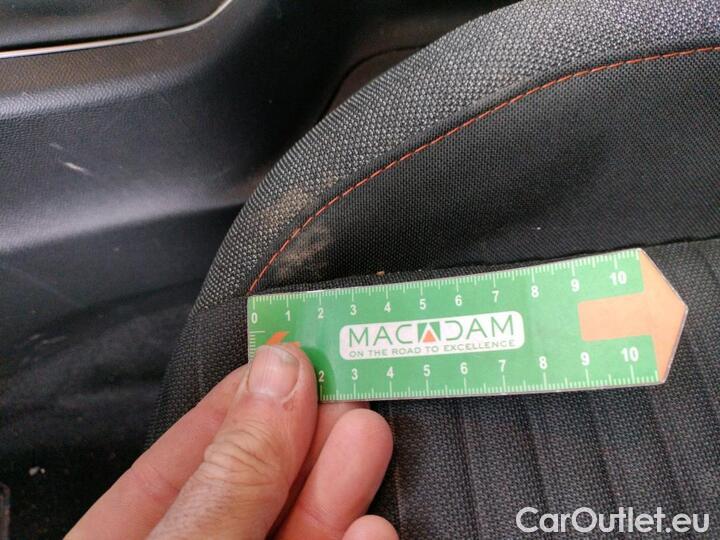 0 1 2 3 4 5 6 7 8 9 10
MACADAM
ON THE ROAD TO EXCELLENCE
2 3 4 5 6 7 8 9 10
CarOutlet.eu